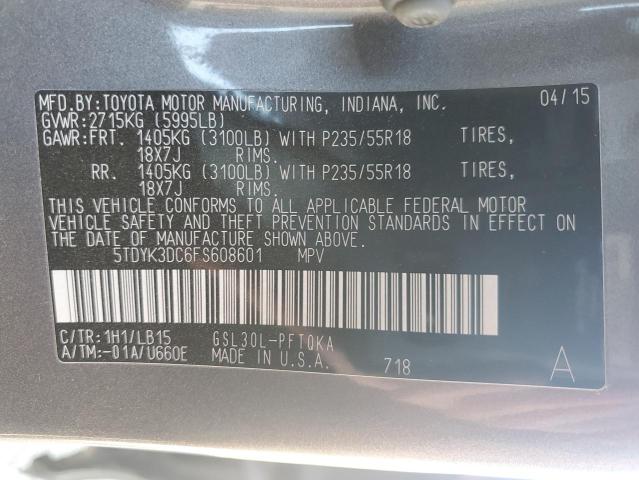 MFD.BY:TOYOTA MOTOR MANUFACTURING, INDIANA, INC. 04/15
GVWR:2715KG (5995LB)
GAWR:FRT. 1405KG (3100LB) WITH P235/55R18 TIRES,
18X7J RIMS.
RR. 1405KG (3100LB) WITH P235/55R18 TIRES,
18X7J RIMS.
THIS VEHICLE CONFORMS TO ALL APPLICABLE FEDERAL MOTOR
VEHICLE SAFETY AND THEFT PREVENTION STANDARDS IN EFFECT ON
THE DATE OF MANUFACTURE SHOWN ABOVE.
5TDYK3DC6FS608601 MPV
C/TR:1H1/LB15 GSL30L-PFTQKA
A/TM:-01A/U660E MADE IN U.S.A. 718 A